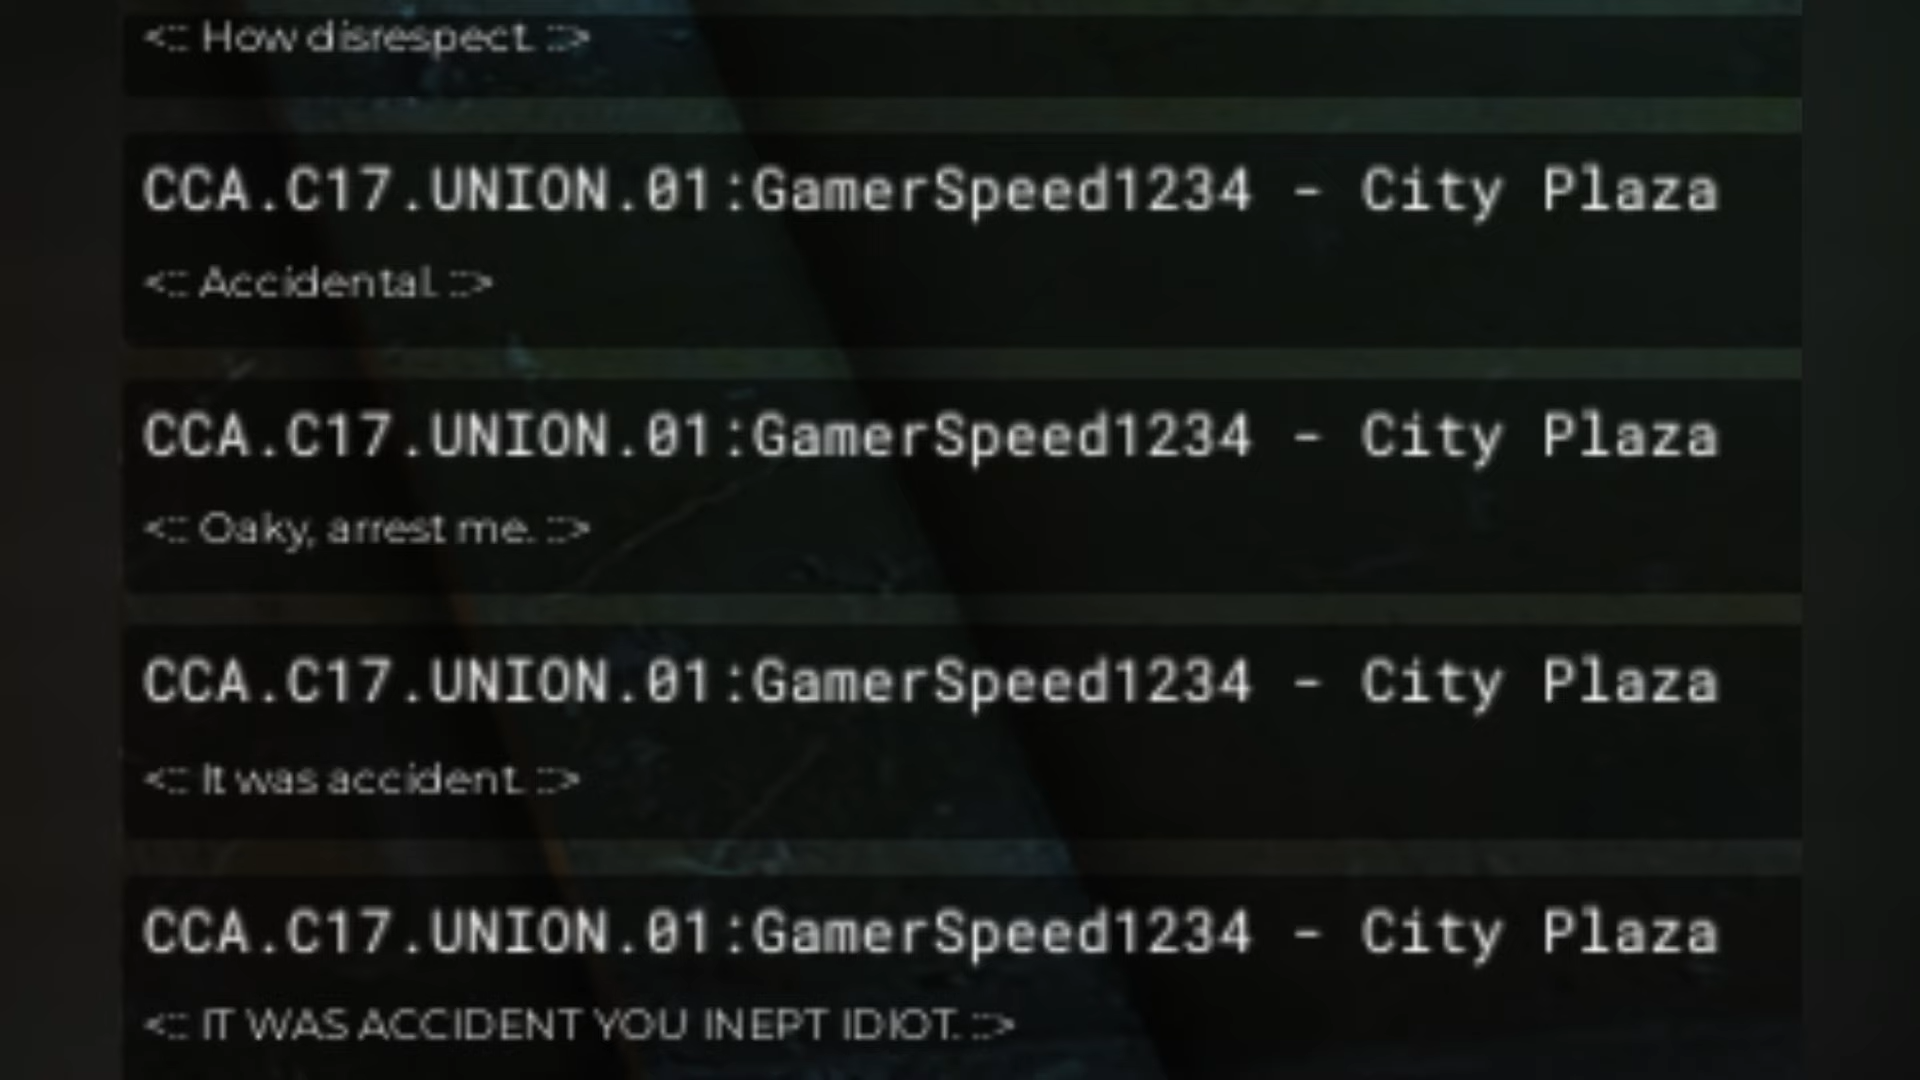 <:: How disrespect. ::>
CCA.C17.UNION.01:GamerSpeed1234 - City Plaza
<:: Accidental. ::>
CCA.C17.UNION.01:GamerSpeed1234 - City Plaza
<:: Oaky, arrest me. ::>
CCA.C17.UNION.01:GamerSpeed1234 - City Plaza
<:: It was accident. ::>
CCA.C17.UNION.01:GamerSpeed1234 - City Plaza
<:: IT WAS ACCIDENT YOU INEPT IDIOT. ::>